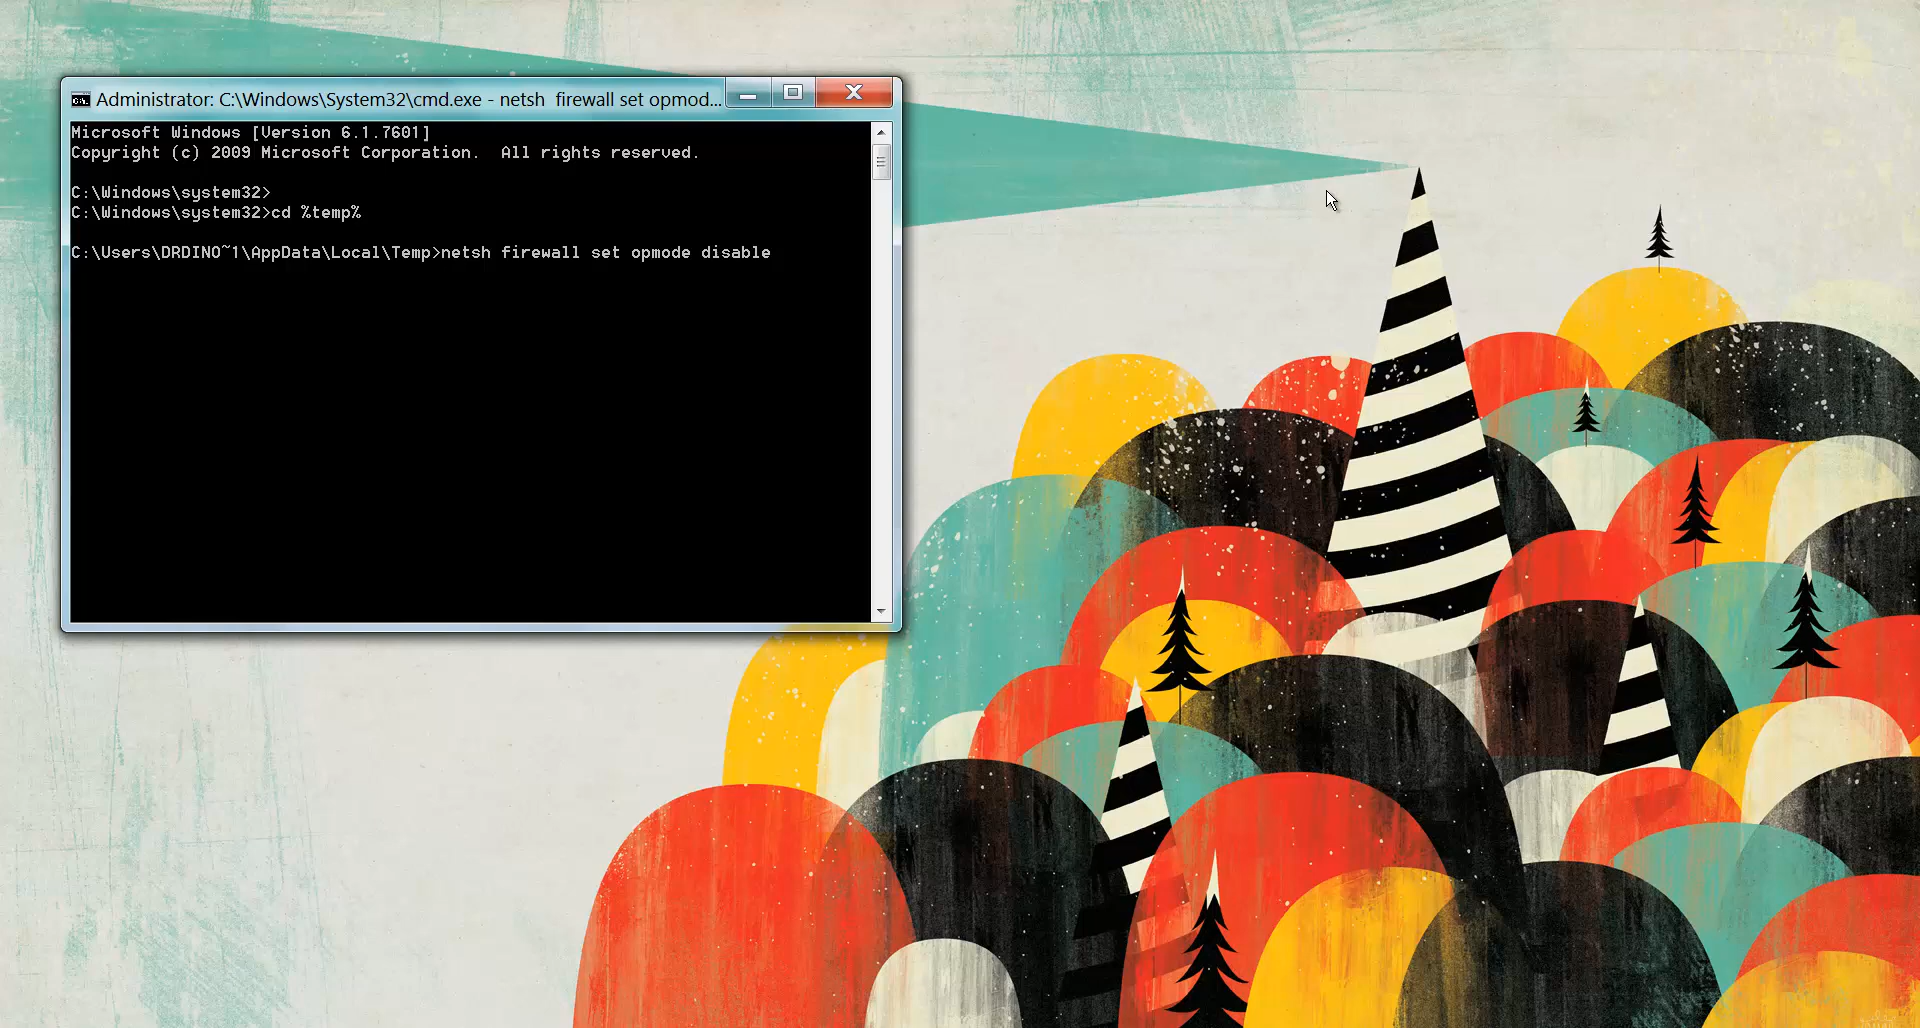 Administrator: C:\Windows\System32\cmd.exe - netsh  firewall set opmod...
Microsoft Windows [Version 6.1.7601]
Copyright (c) 2009 Microsoft Corporation.  All rights reserved.
C:\Windows\system32>
C:\Windows\system32>cd %temp%
C:\Users\DRDINO~1\AppData\Local\Temp>netsh firewall set opmode disable